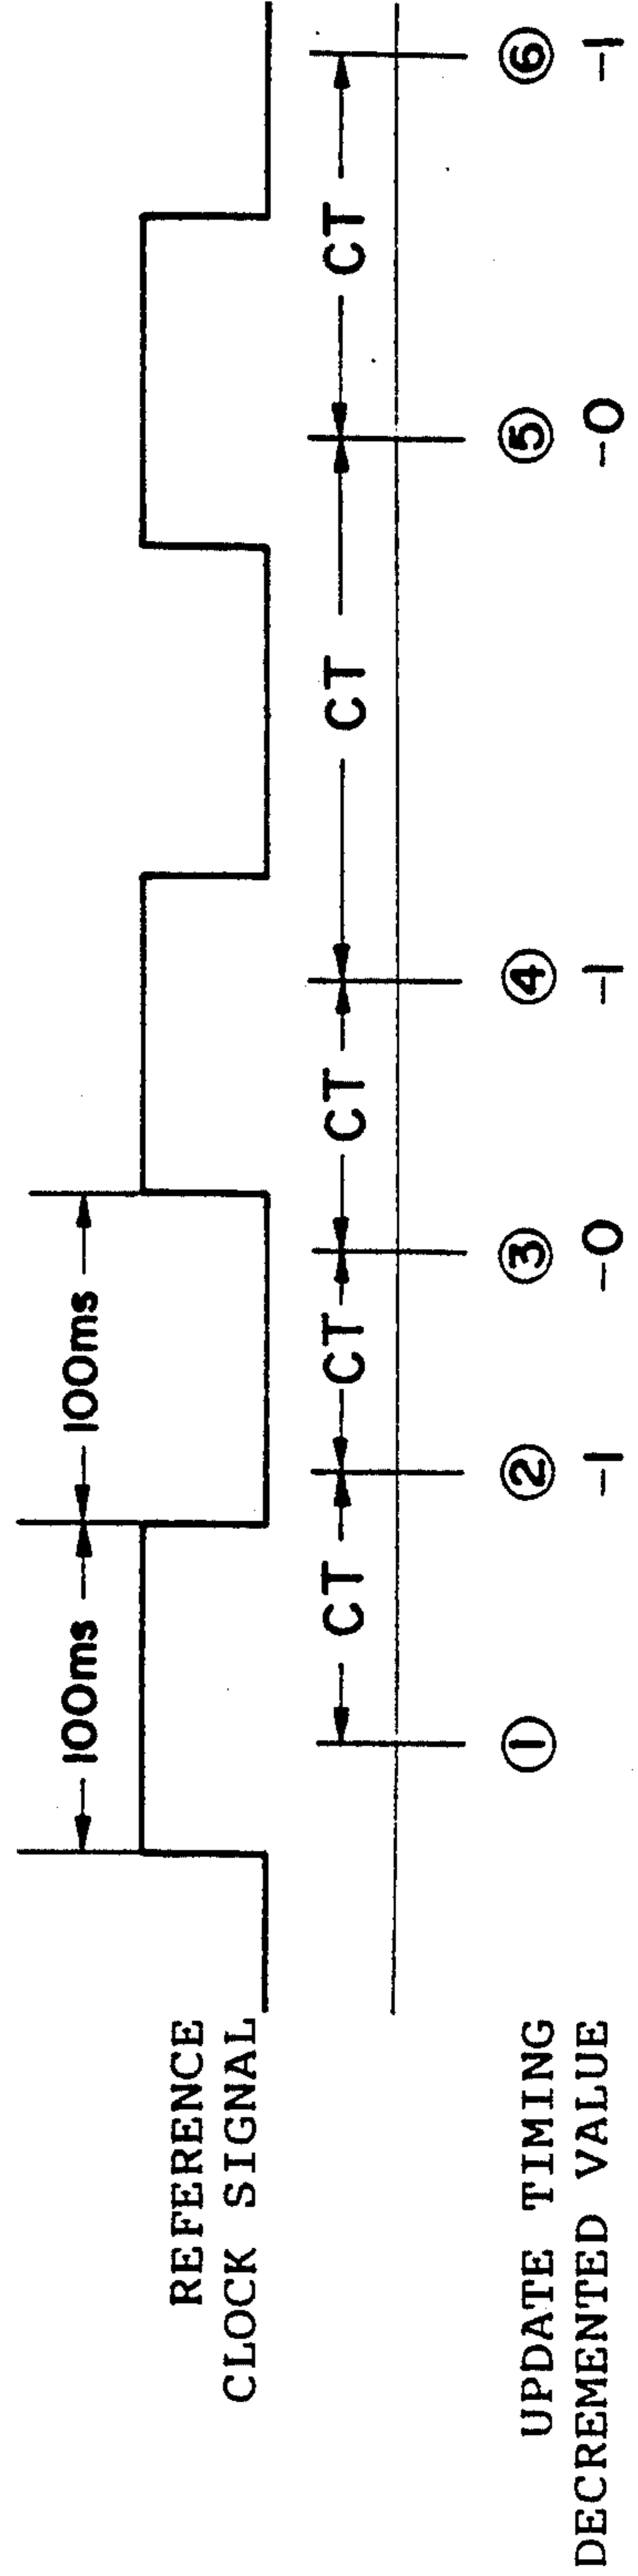 100ms 100ms
REFERENCE
CLOCK SIGNAL
CT CT CT CT CT
UPDATE TIMING ① ② ③ ④ ⑤ ⑥
DECREMENTED VALUE -1 -0 -1 -0 -1